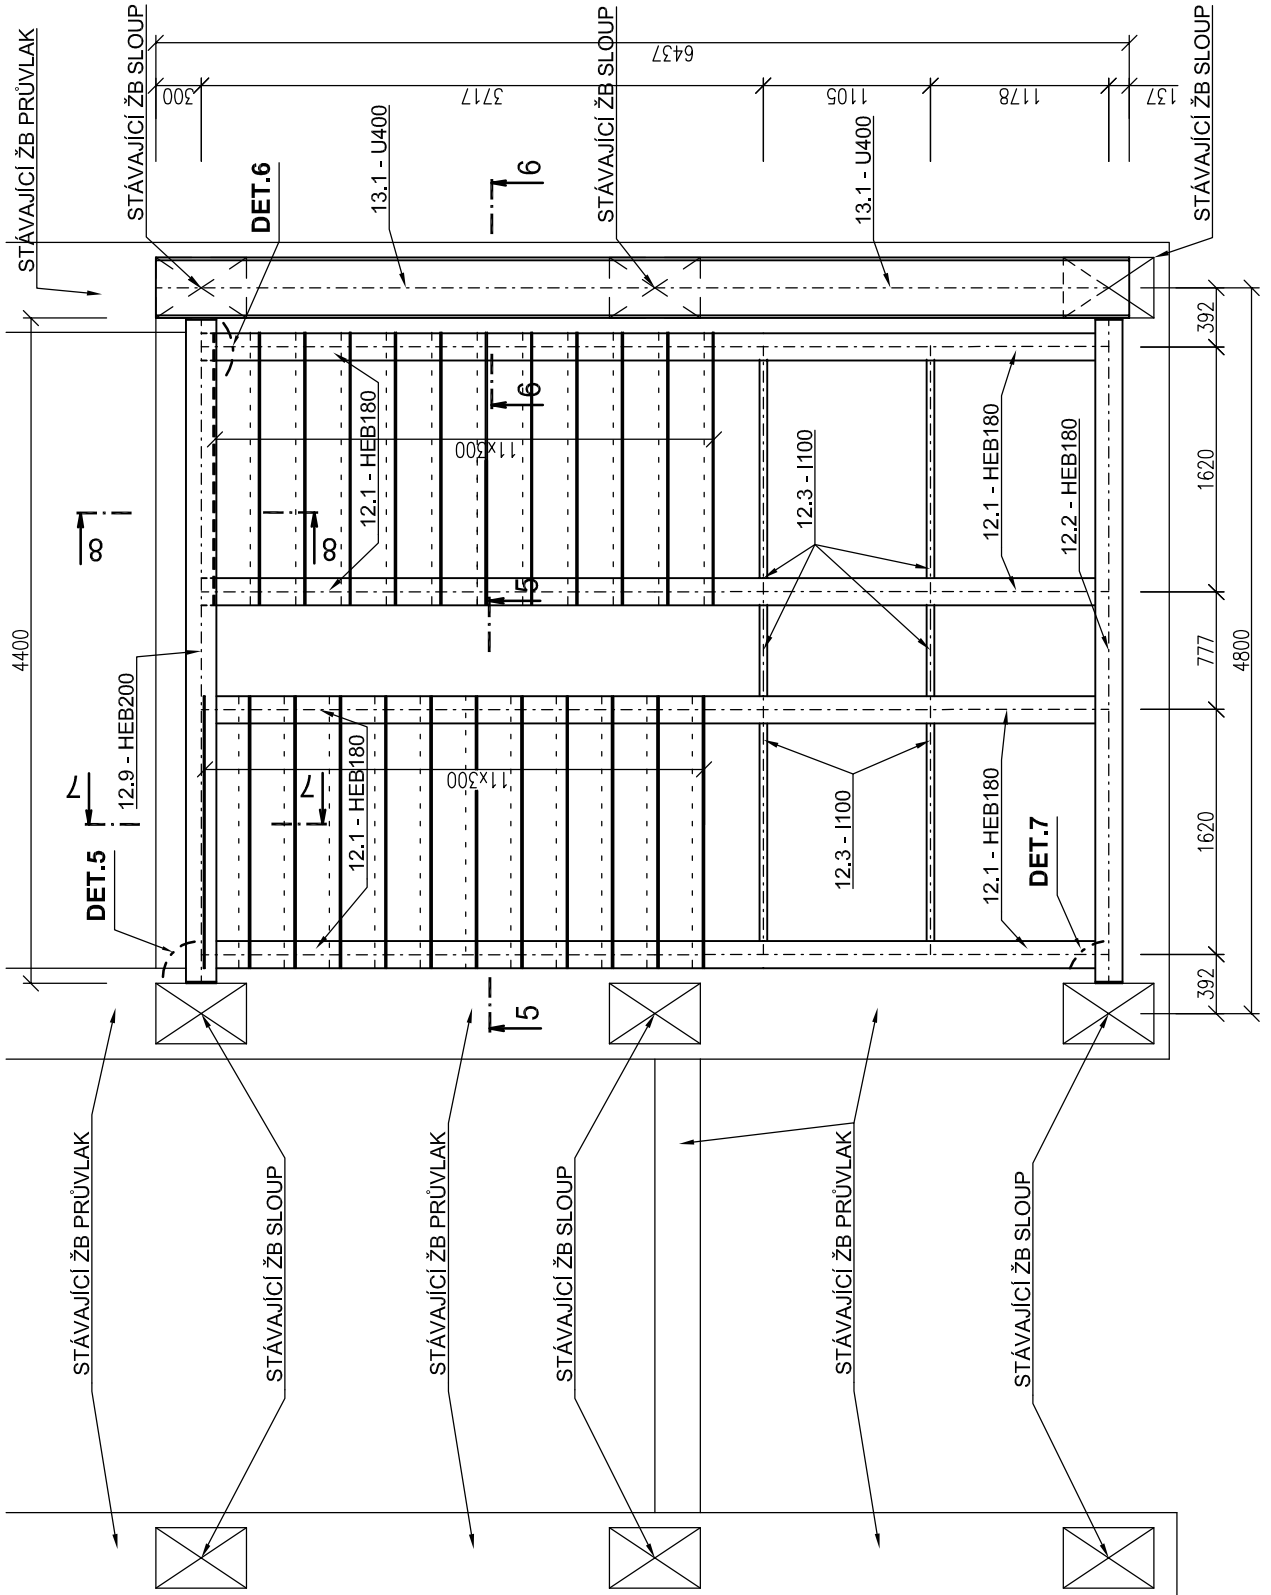 STÁVAJÍCÍ ŽB PRŮVLAK
STÁVAJÍCÍ ŽB SLOUP
DET.6
13.1 - U400
6
STÁVAJÍCÍ ŽB SLOUP
13.1 - U400
STÁVAJÍCÍ ŽB SLOUP
6437
300
3717
1105
1178
137
4400
8
8
12.1 - HEB180
11x300
6
5
12.3 - I100
12.1 - HEB180
12.2 - HEB180
392
1620
777
4800
1620
392
12.9 - HEB200
7
7
12.1 - HEB180
11x300
12.3 - I100
12.1 - HEB180
DET.5
DET.7
5
STÁVAJÍCÍ ŽB PRŮVLAK
STÁVAJÍCÍ ŽB SLOUP
STÁVAJÍCÍ ŽB PRŮVLAK
STÁVAJÍCÍ ŽB SLOUP
STÁVAJÍCÍ ŽB PRŮVLAK
STÁVAJÍCÍ ŽB SLOUP